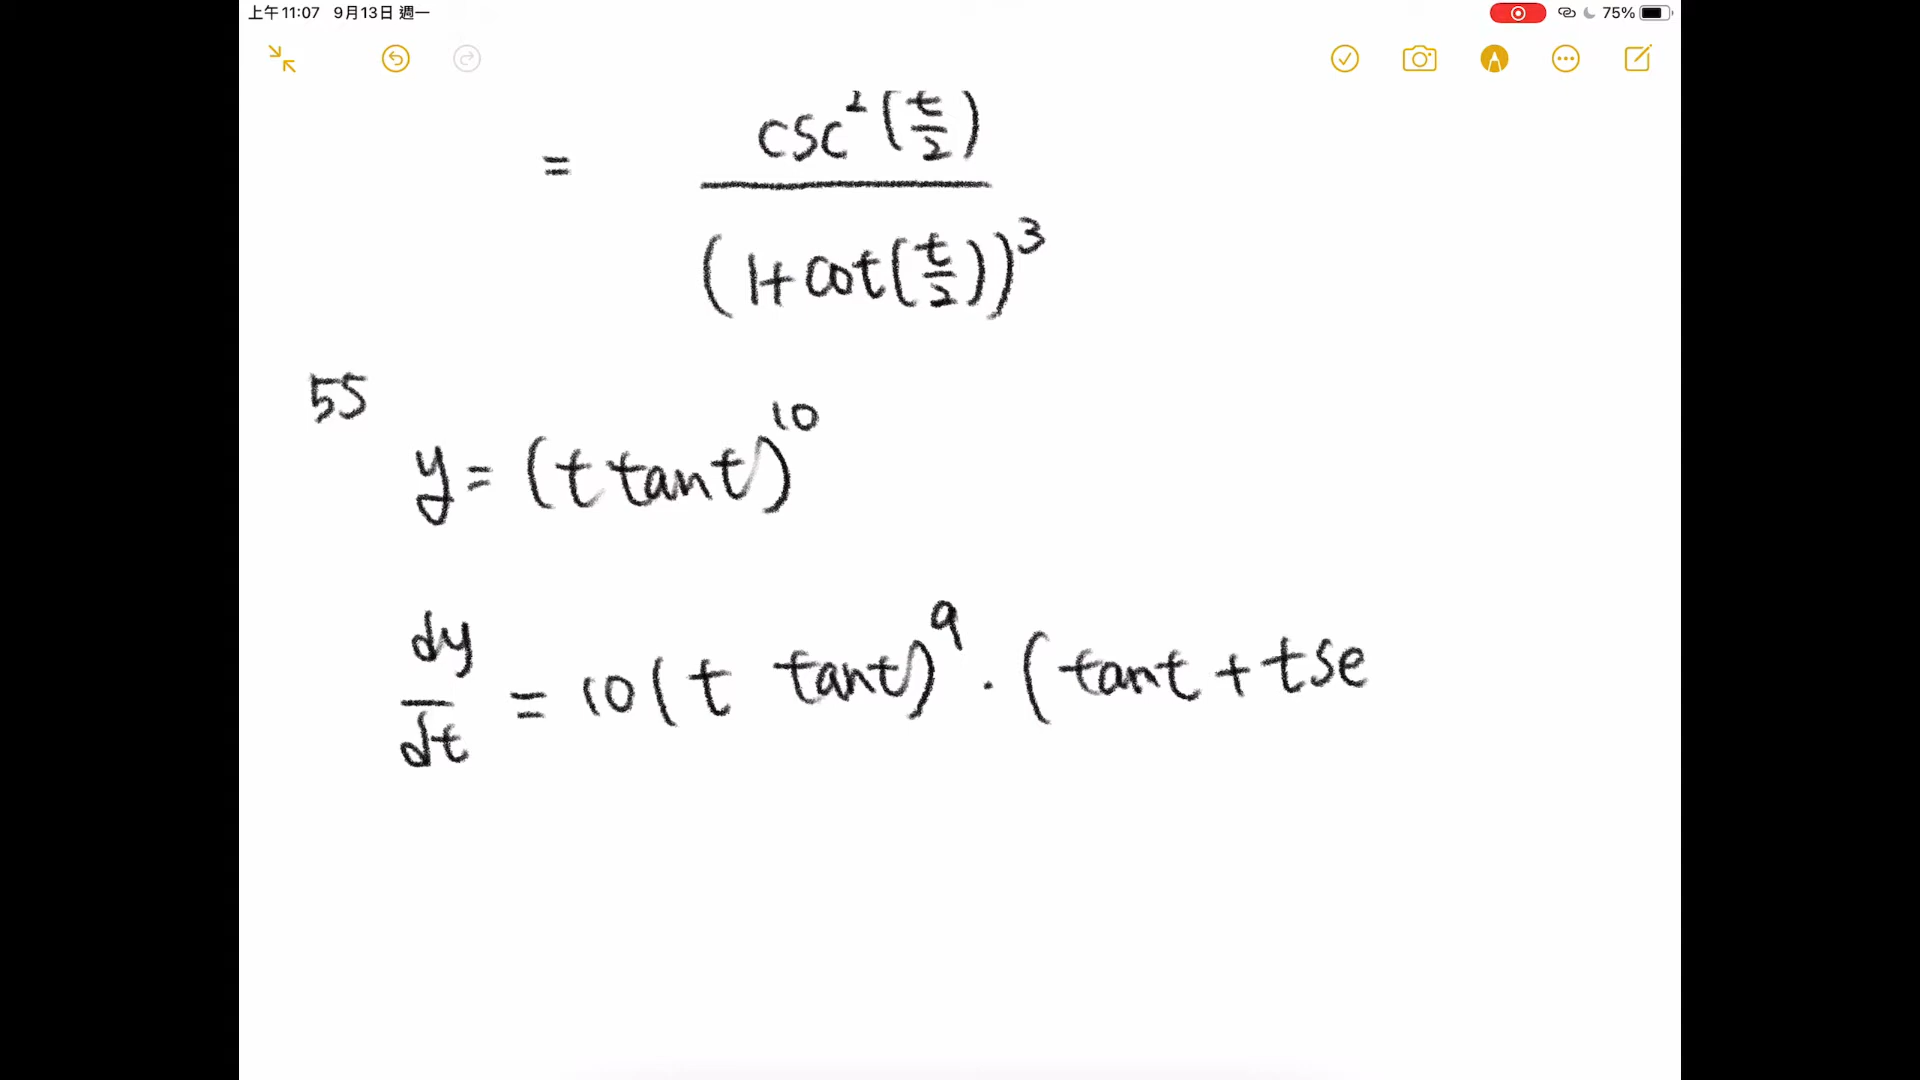 上午11:07 9月13日 週一 75%
csc²(t/2)
=
(1+cot(t/2))³
55
y = (t tant)¹⁰
dy/dt = 10(t tant)⁹ · (tant + tse